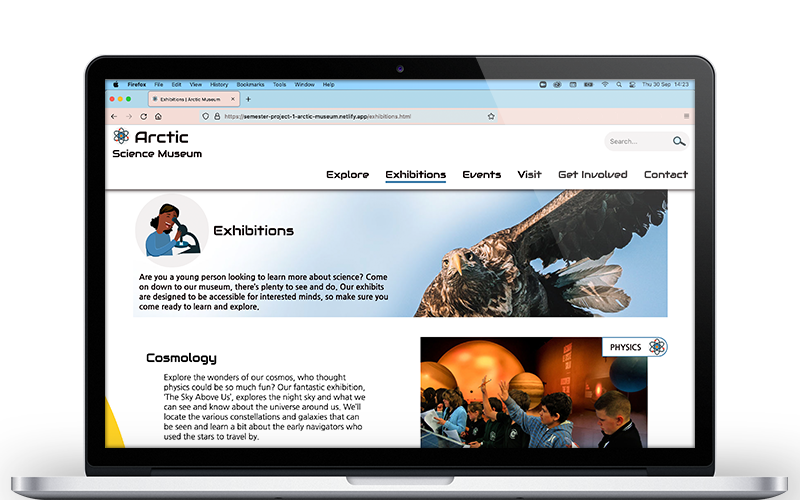 Firefox File Edit View History Bookmarks Tools Window Help
Thu 30 Sep 14:23
Exhibitions | Arctic Museum
https://semester-project-1-arctic-museum.netlify.app/exhibitions.html
Arctic
Science Museum
Search...
Explore Exhibitions Events Visit Get Involved Contact
Exhibitions
Are you a young person looking to learn more about science? Come
on down to our museum, there's plenty to see and do. Our exhibits
are designed to be accessible for interested minds, so make sure you
come ready to learn and explore.
PHYSICS
Cosmology
Explore the wonders of our cosmos, who thought
physics could be so much fun? Our fantastic exhibition,
'The Sky Above Us', explores the night sky and what we
can see and know about the universe around us. We'll
locate the various constellations and galaxies that can
be seen and learn a bit about the early navigators who
used the stars to travel by.